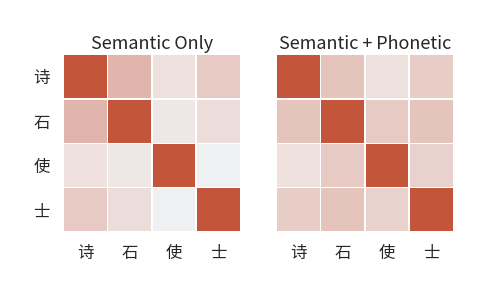 Semantic Only
Semantic + Phonetic
诗
石
使
士
诗 石 使 士
诗 石 使 士